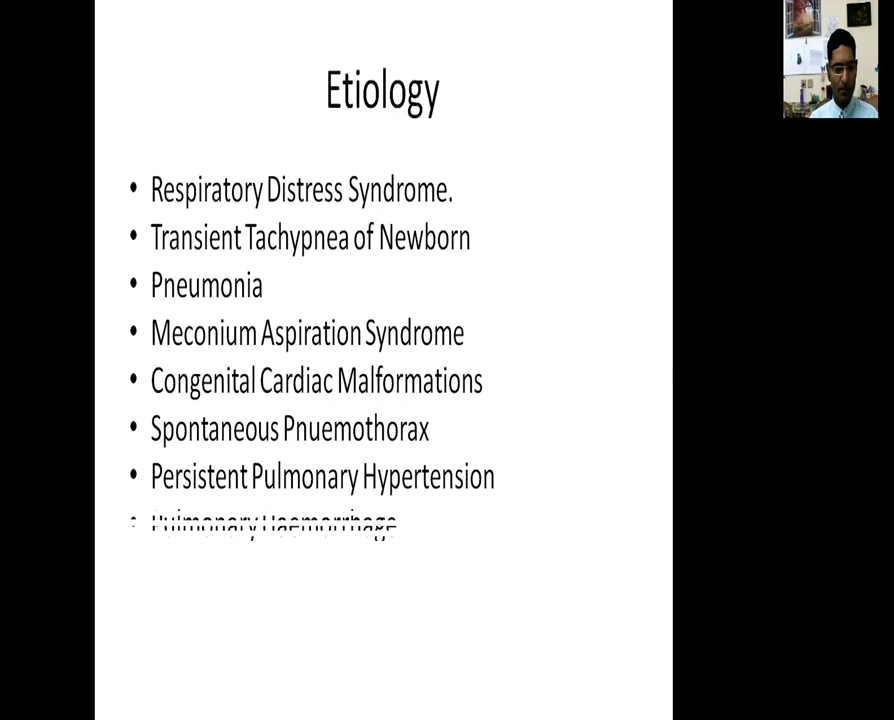 Etiology
• Respiratory Distress Syndrome.
• Transient Tachypnea of Newborn
• Pneumonia
• Meconium Aspiration Syndrome
• Congenital Cardiac Malformations
• Spontaneous Pnuemothorax
• Persistent Pulmonary Hypertension
• Pulmonary Haemorrhage